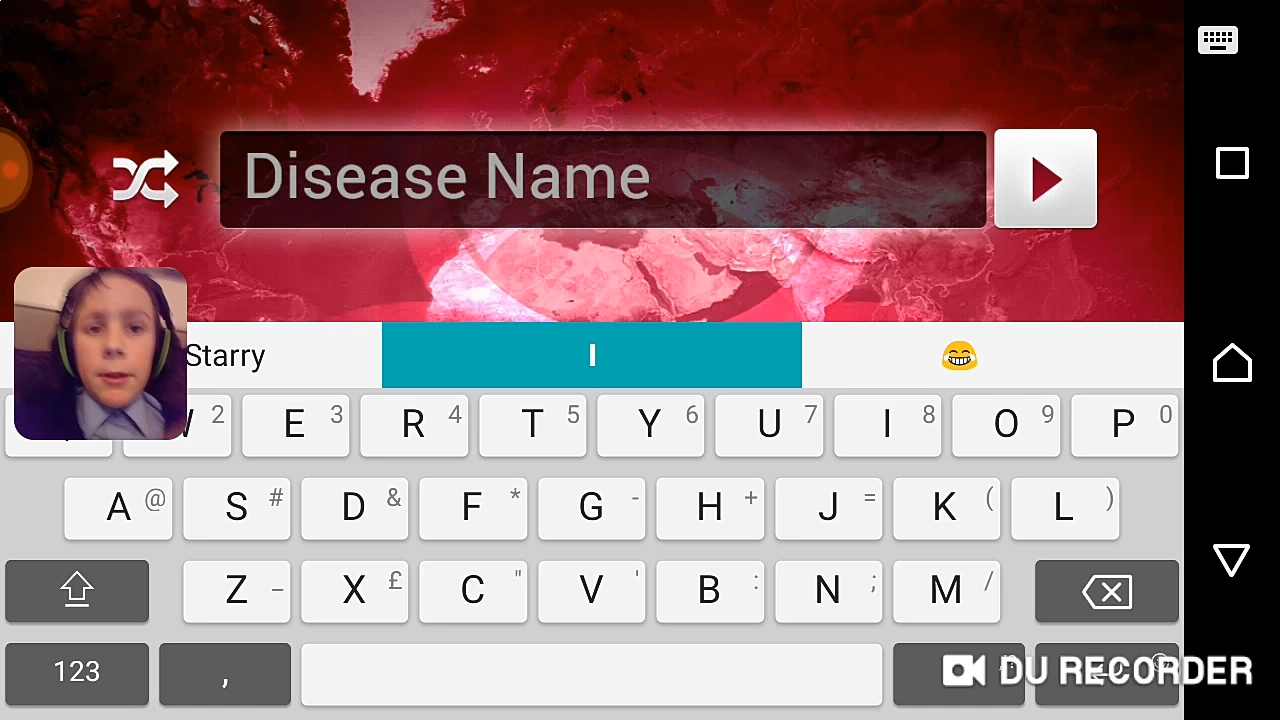 Disease Name
Starry I 😂
W 2 E 3 R 4 T 5 Y 6 U 7 I 8 O 9 P 0
A @ S # D & F * G - H + J = K ( L )
Z _ X £ C " V ' B : N ; M /
123 ,
DU RECORDER